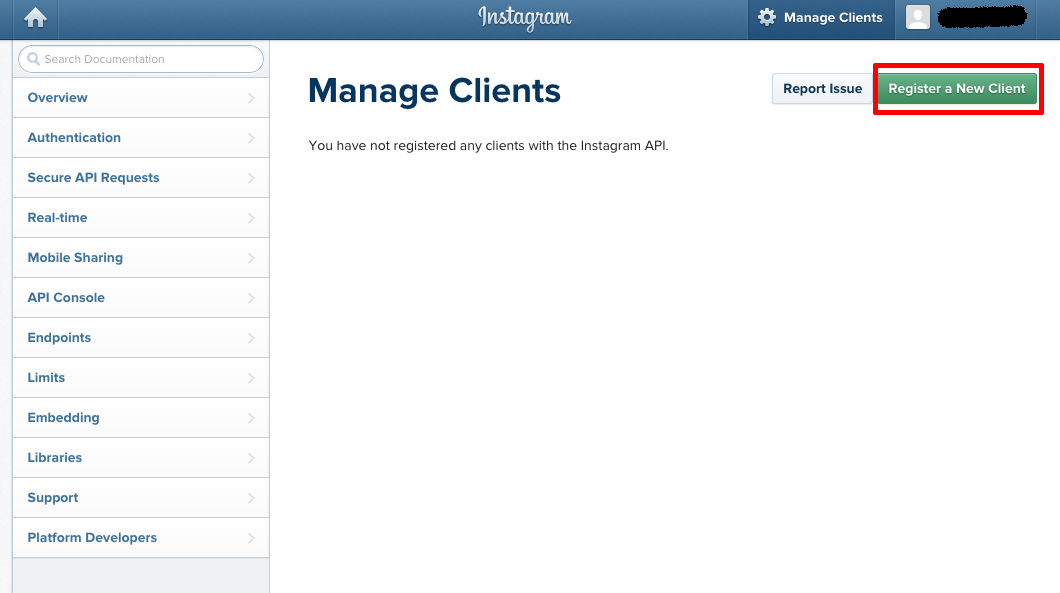 Instagram
Manage Clients
Search Documentation
Overview
Authentication
Secure API Requests
Real-time
Mobile Sharing
API Console
Endpoints
Limits
Embedding
Libraries
Support
Platform Developers
Manage Clients
Report Issue
Register a New Client
You have not registered any clients with the Instagram API.